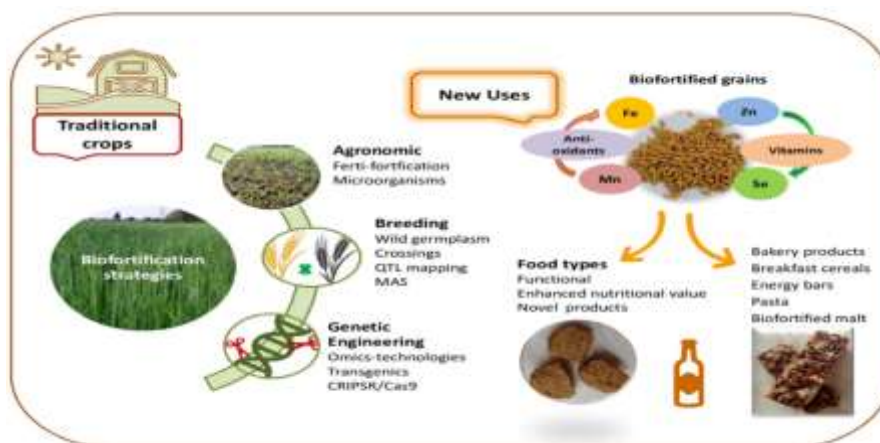 Traditional
crops
Biofortification
strategies
Agronomic
Ferti-fortfication
Microorganisms
Breeding
Wild germplasm
Crossings
QTL mapping
MAS
Genetic
Engineering
Omics-technologies
Transgenics
CRIPSR/Cas9
New Uses
Biofortified grains
Fe
Zn
Anti-
oxidants
Vitamins
Mn
Se
Food types
Functional
Enhanced nutritional value
Novel products
Bakery products
Breakfast cereals
Energy bars
Pasta
Biofortified malt